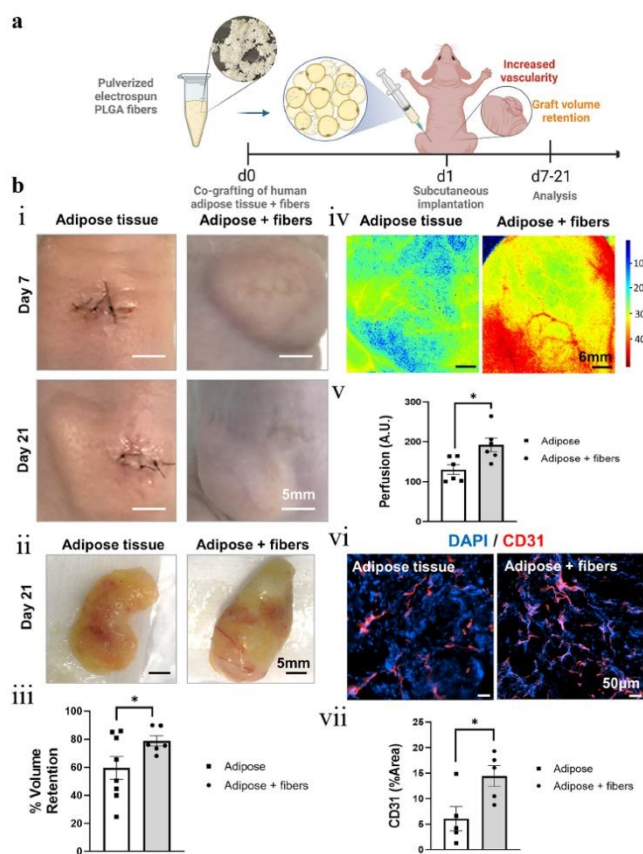 a
Pulverized
electrospun
PLGA fibers
Increased
vascularity
Graft volume
retention
d0
d1
d7-21
Co-grafting of human
adipose tissue + fibers
Subcutaneous
implantation
Analysis
b
i
Adipose tissue
Adipose + fibers
Day 7
Day 21
5mm
ii
Adipose tissue
Adipose + fibers
Day 21
5mm
iii
*
100
80
60
40
20
0
% Volume
Retention
Adipose
Adipose + fibers
iv
Adipose tissue
Adipose + fibers
10
20
30
40
6mm
v
*
300
200
100
0
Perfusion (A.U.)
Adipose
Adipose + fibers
vi
DAPI / CD31
Adipose tissue
Adipose + fibers
50µm
vii
*
25
20
15
10
5
0
CD31 (%Area)
Adipose
Adipose + fibers